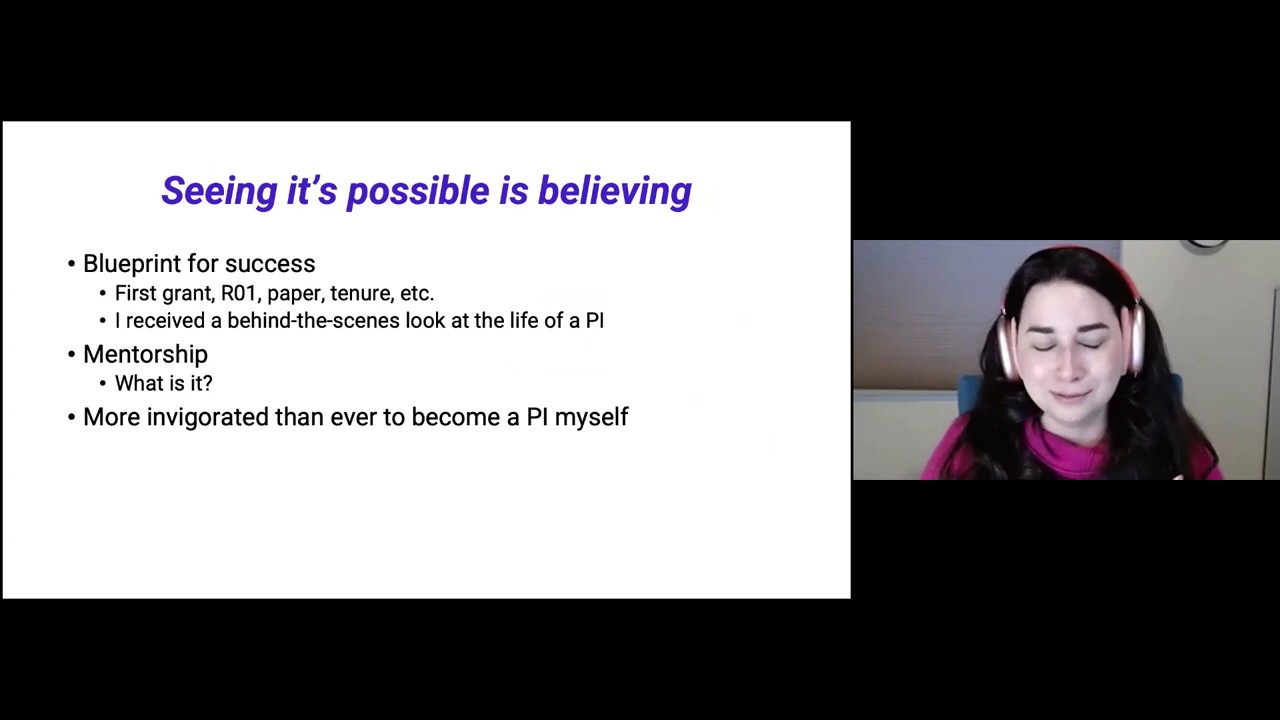 Seeing it’s possible is believing
• Blueprint for success
• First grant, R01, paper, tenure, etc.
• I received a behind-the-scenes look at the life of a PI
• Mentorship
• What is it?
• More invigorated than ever to become a PI myself